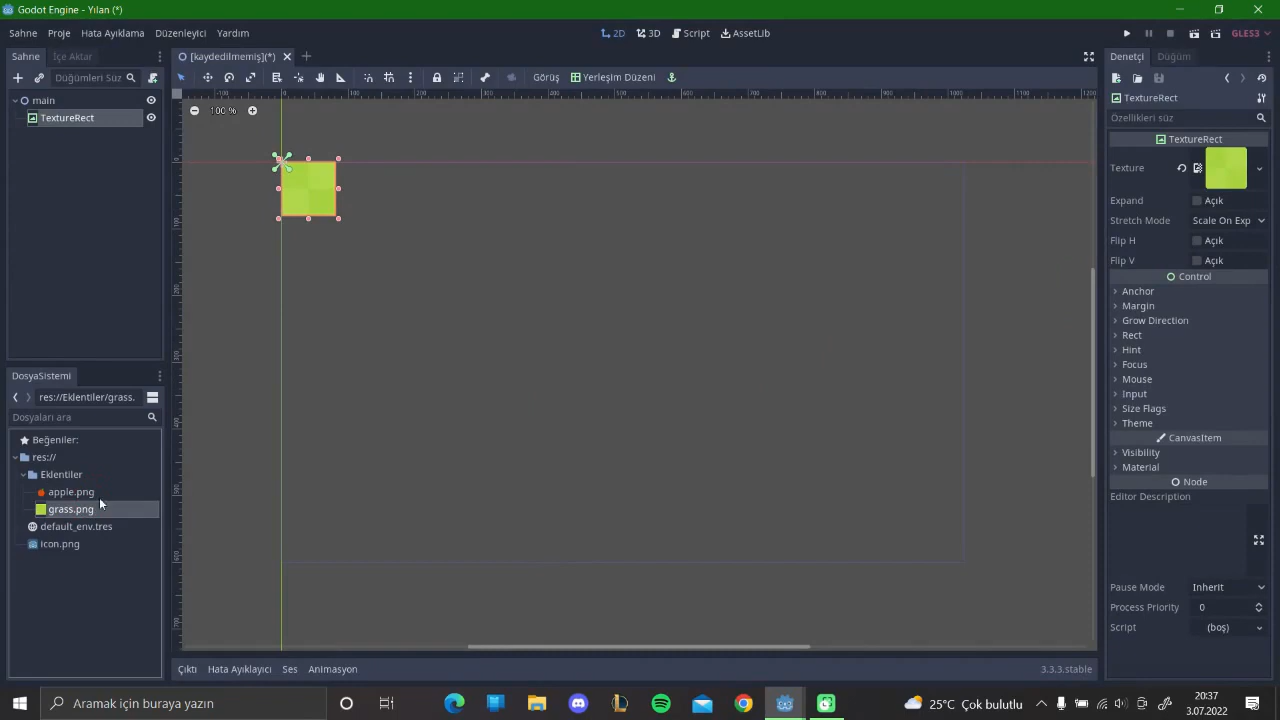 Godot Engine - Yılan (*)
Sahne Proje Hata Ayıklama Düzenleyici Yardım
2D 3D Script AssetLib
GLES3
Sahne İçe Aktar
[kaydedilmemiş](*)
Denetçi Düğüm
Düğümleri Süz
Görüş Yerleşim Düzeni
main
TextureRect
100 %
TextureRect
Özellikleri süz
TextureRect
Texture
Expand Açık
Stretch Mode Scale On Exp
Flip H Açık
Flip V Açık
Control
Anchor
Margin
Grow Direction
Rect
Hint
Focus
Mouse
Input
Size Flags
Theme
CanvasItem
Visibility
Material
Node
Editor Description
Pause Mode Inherit
Process Priority 0
Script (boş)
DosyaSistemi
res://Eklentiler/grass.
Dosyaları ara
Beğeniler:
res://
Eklentiler
apple.png
grass.png
default_env.tres
icon.png
Çıktı Hata Ayıklayıcı Ses Animasyon
3.3.3.stable
Aramak için buraya yazın
25°C Çok bulutlu
20:37
3.07.2022